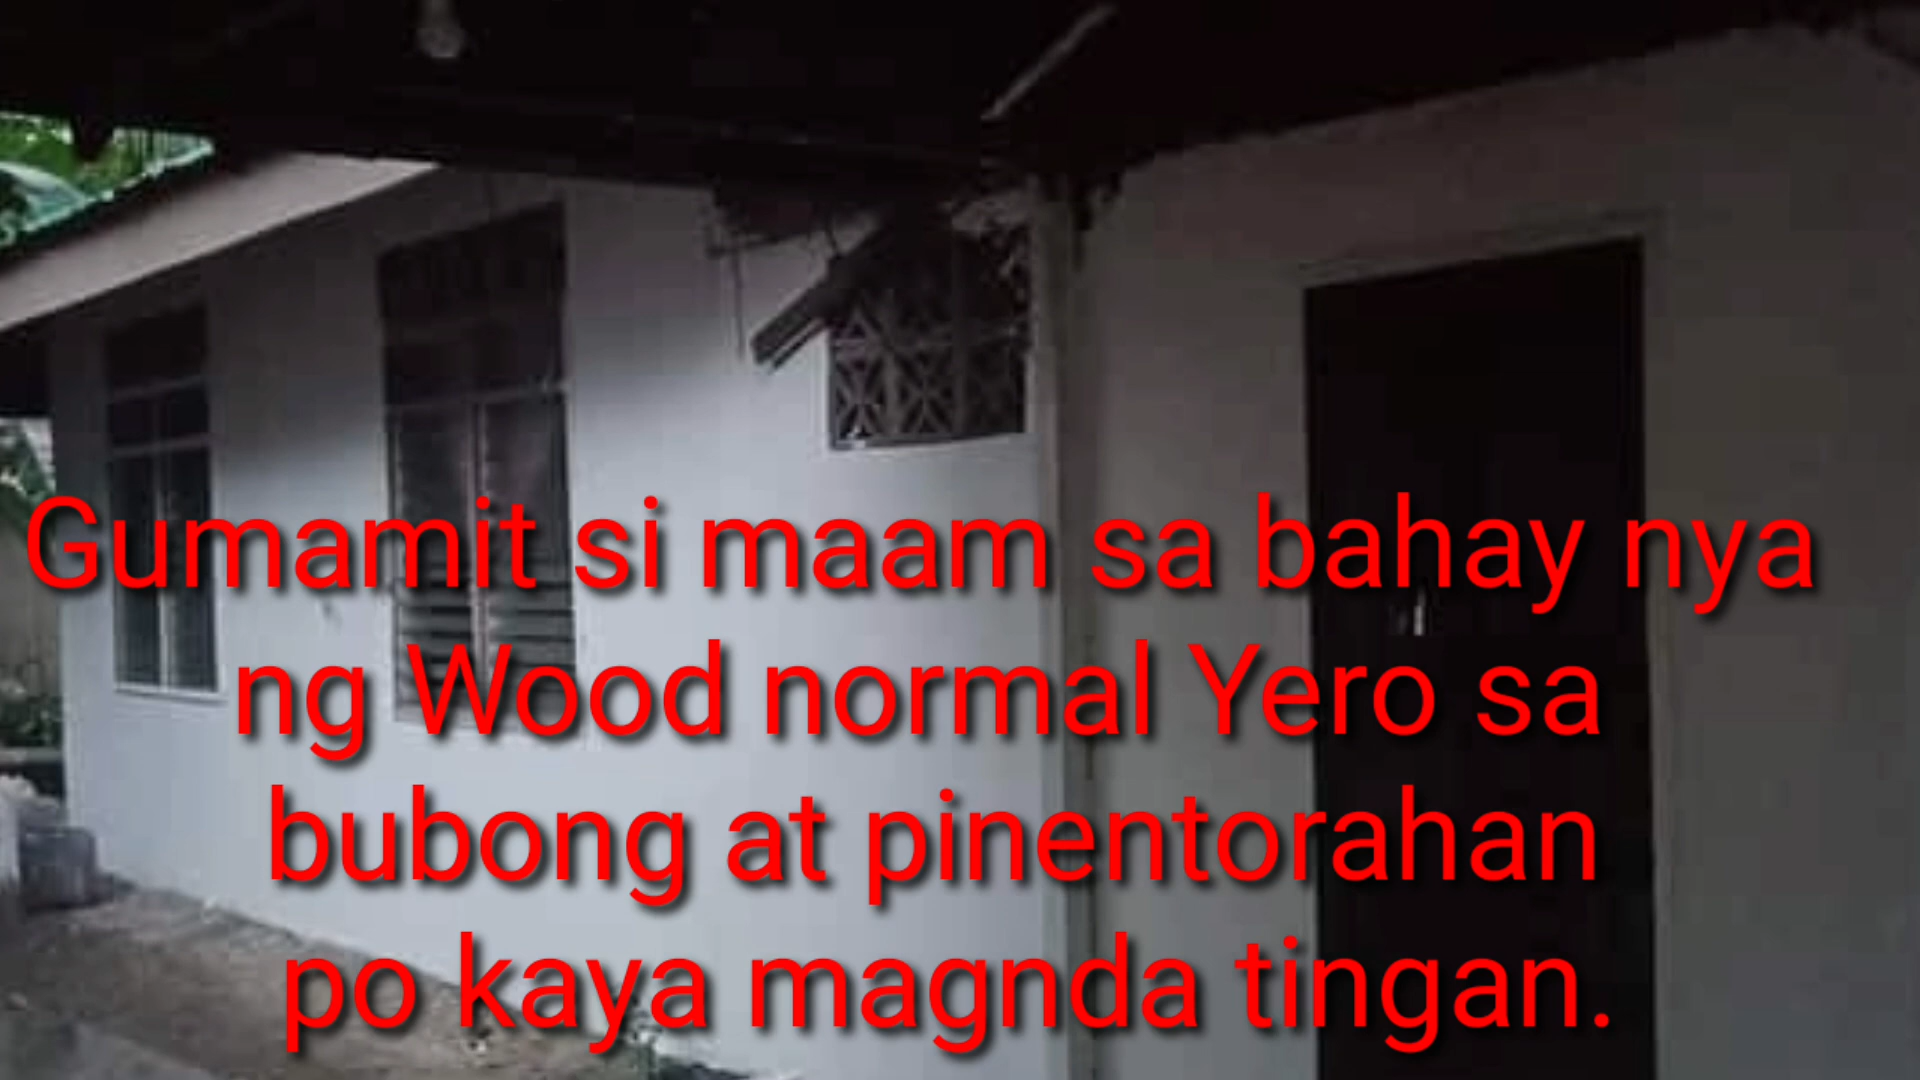 Gumamit si maam sa bahay nya
ng Wood normal Yero sa
bubong at pinentorahan
po kaya magnda tingan.